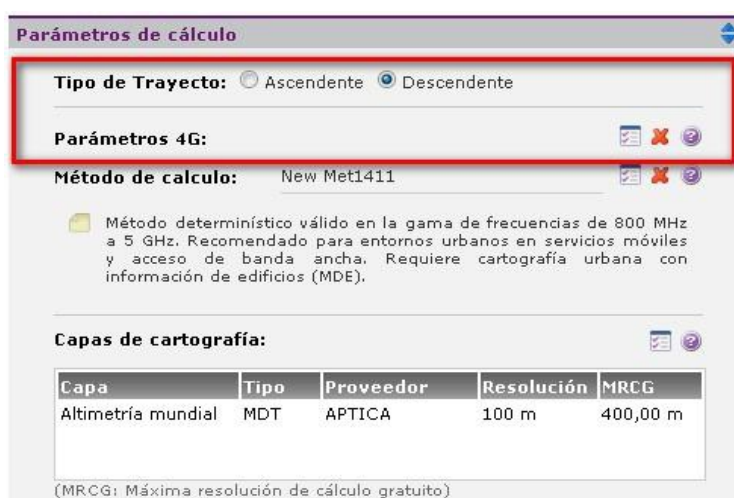 Parámetros de cálculo
Tipo de Trayecto: Ascendente Descendente
Parámetros 4G:
Método de calculo: New Met1411
Método determinístico válido en la gama de frecuencias de 800 MHz
a 5 GHz. Recomendado para entornos urbanos en servicios móviles
y acceso de banda ancha. Requiere cartografía urbana con
información de edificios (MDE).
Capas de cartografía:
Capa Tipo Proveedor Resolución MRCG
Altimetría mundial MDT APTICA 100 m 400,00 m
(MRCG: Máxima resolución de cálculo gratuito)